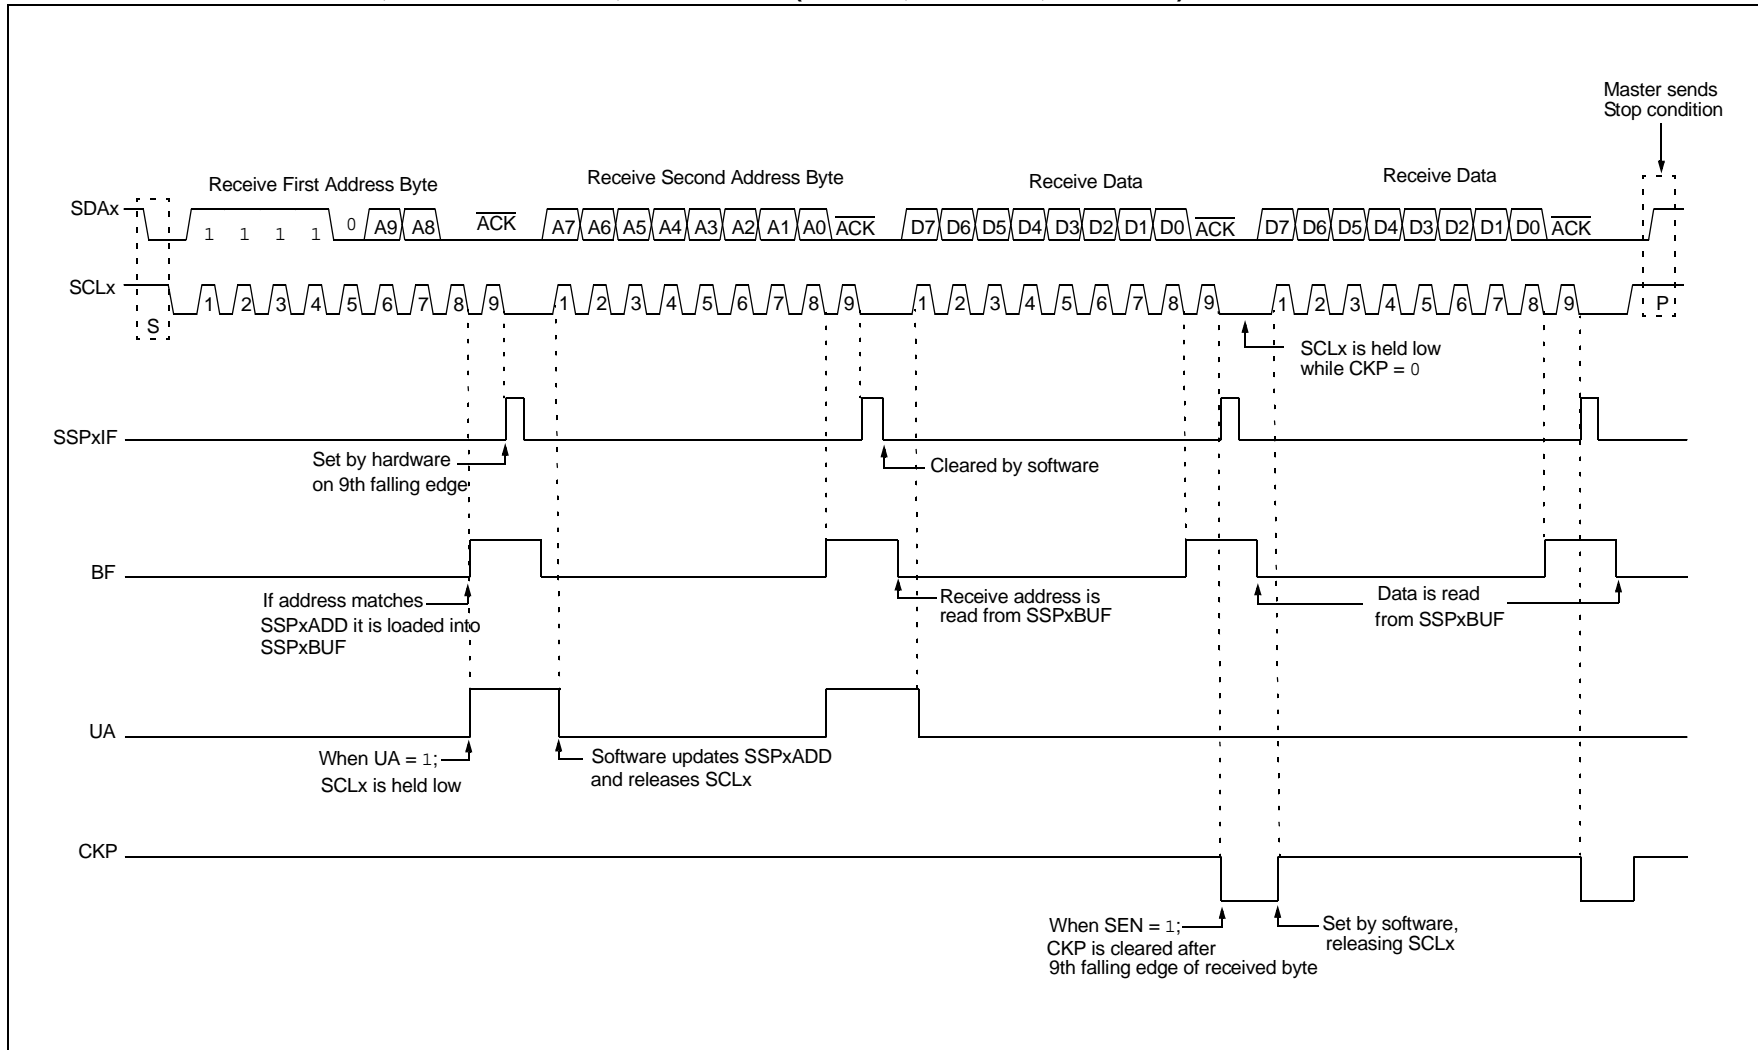 Master sends
Stop condition
Receive First Address Byte
Receive Second Address Byte
Receive Data
Receive Data
SDAx
1 1 1 1 0 A9 A8 ACK A7 A6 A5 A4 A3 A2 A1 A0 ACK D7 D6 D5 D4 D3 D2 D1 D0 ACK D7 D6 D5 D4 D3 D2 D1 D0 ACK
SCLx
S 1 2 3 4 5 6 7 8 9 1 2 3 4 5 6 7 8 9 1 2 3 4 5 6 7 8 9 1 2 3 4 5 6 7 8 9 P
SCLx is held low
while CKP = 0
SSPxIF
Set by hardware
on 9th falling edge
Cleared by software
BF
If address matches
SSPxADD it is loaded into
SSPxBUF
Receive address is
read from SSPxBUF
Data is read
from SSPxBUF
UA
When UA = 1;
SCLx is held low
Software updates SSPxADD
and releases SCLx
CKP
When SEN = 1;
CKP is cleared after
9th falling edge of received byte
Set by software,
releasing SCLx